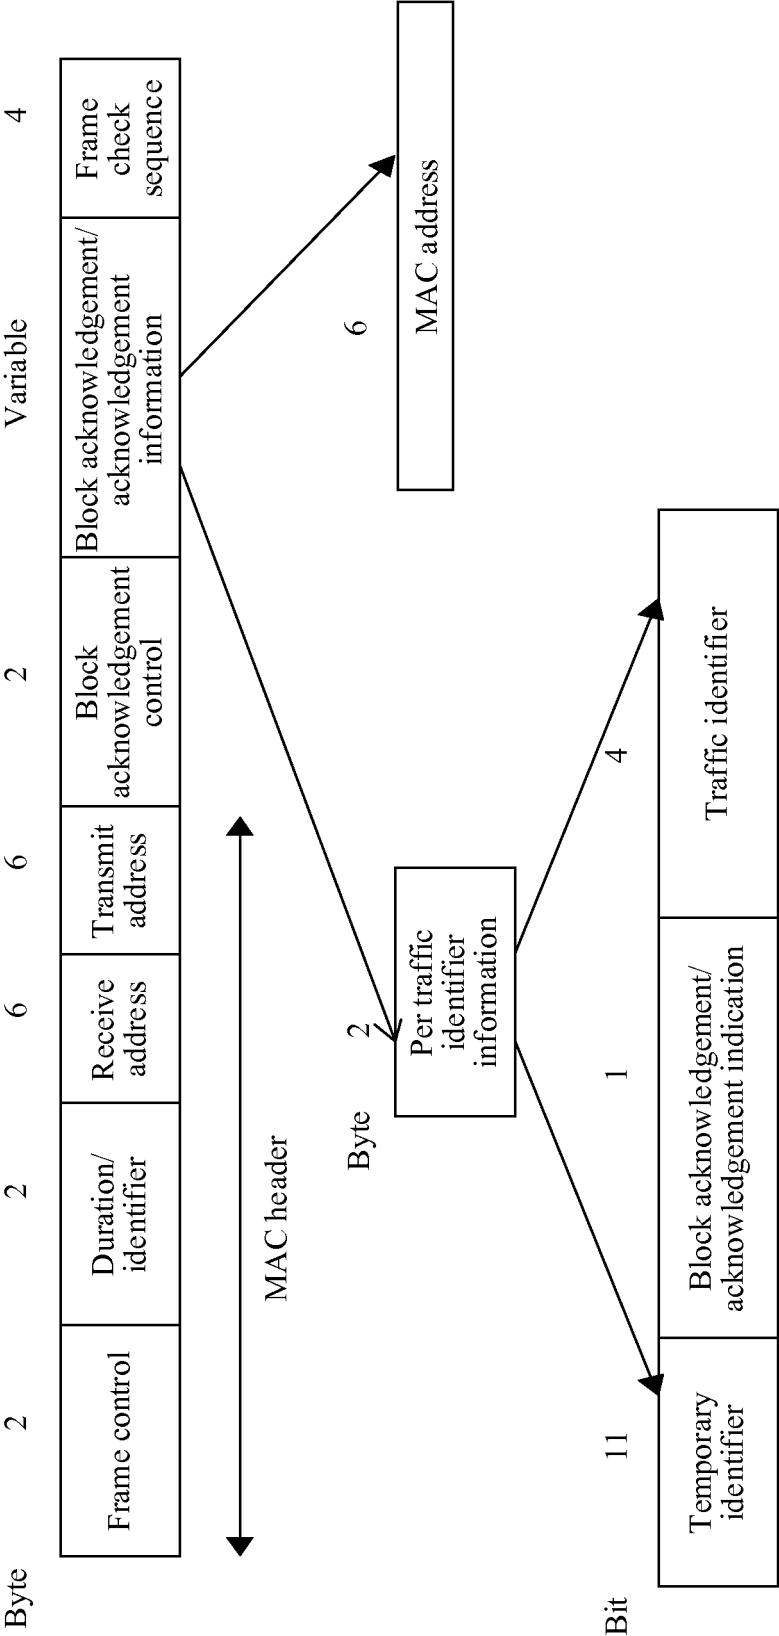 Byte
2
2
6
6
2
Variable
4
Frame control
Duration/
identifier
Receive
address
Transmit
address
Block
acknowledgement
control
Block acknowledgement/
acknowledgement
information
Frame
check
sequence
MAC header
Byte
2
6
Per traffic
identifier
information
MAC address
Bit
11
1
4
Temporary
identifier
Block acknowledgement/
acknowledgement indication
Traffic identifier